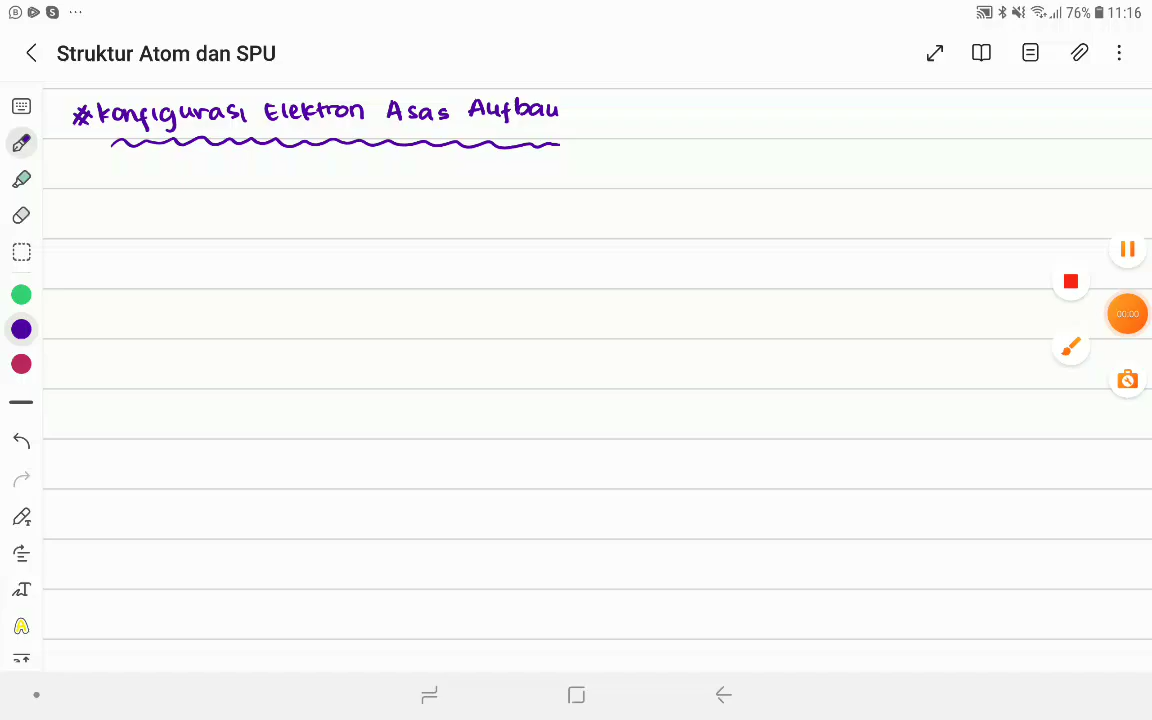 76% 11:16
Struktur Atom dan SPU
#Konfigurasi Elektron Asas Aufbau
00:00